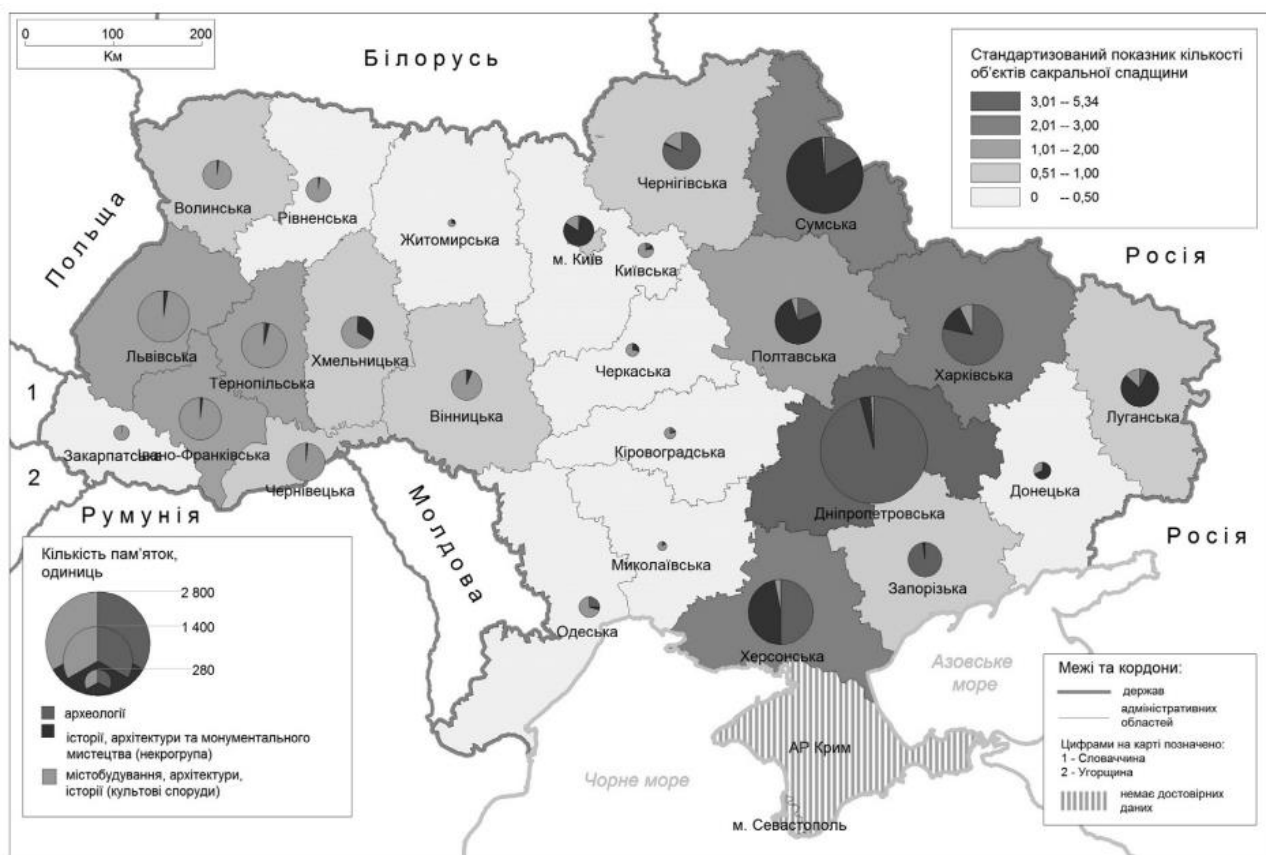 0 100 200
Км
Білорусь
Стандартизований показник кількості
об'єктів сакральної спадщини
3,01 -- 5,34
2,01 -- 3,00
1,01 -- 2,00
0,51 -- 1,00
0 -- 0,50
Польща
Волинська
Рівненська
Житомирська
м. Київ
Київська
Чернігівська
Сумська
Росія
Львівська
Тернопільська
Хмельницька
Вінницька
Черкаська
Полтавська
Харківська
Луганська
1
Закарпатська
Івано-Франківська
Чернівецька
Кіровоградська
Дніпропетровська
Донецька
2
Румунія
Молдова
Миколаївська
Запорізька
Росія
Одеська
Херсонська
Азовське
море
Кількість пам'яток,
одиниць
2 800
1 400
280
археології
історії, архітектури та монументального
мистецтва (некрогрупа)
містобудування, архітектури,
історії (культові споруди)
Чорне море
АР Крим
м. Севастополь
Межі та кордони:
держав
адміністративних
областей
Цифрами на карті позначено:
1 - Словаччина
2 - Угорщина
немає достовірних
даних